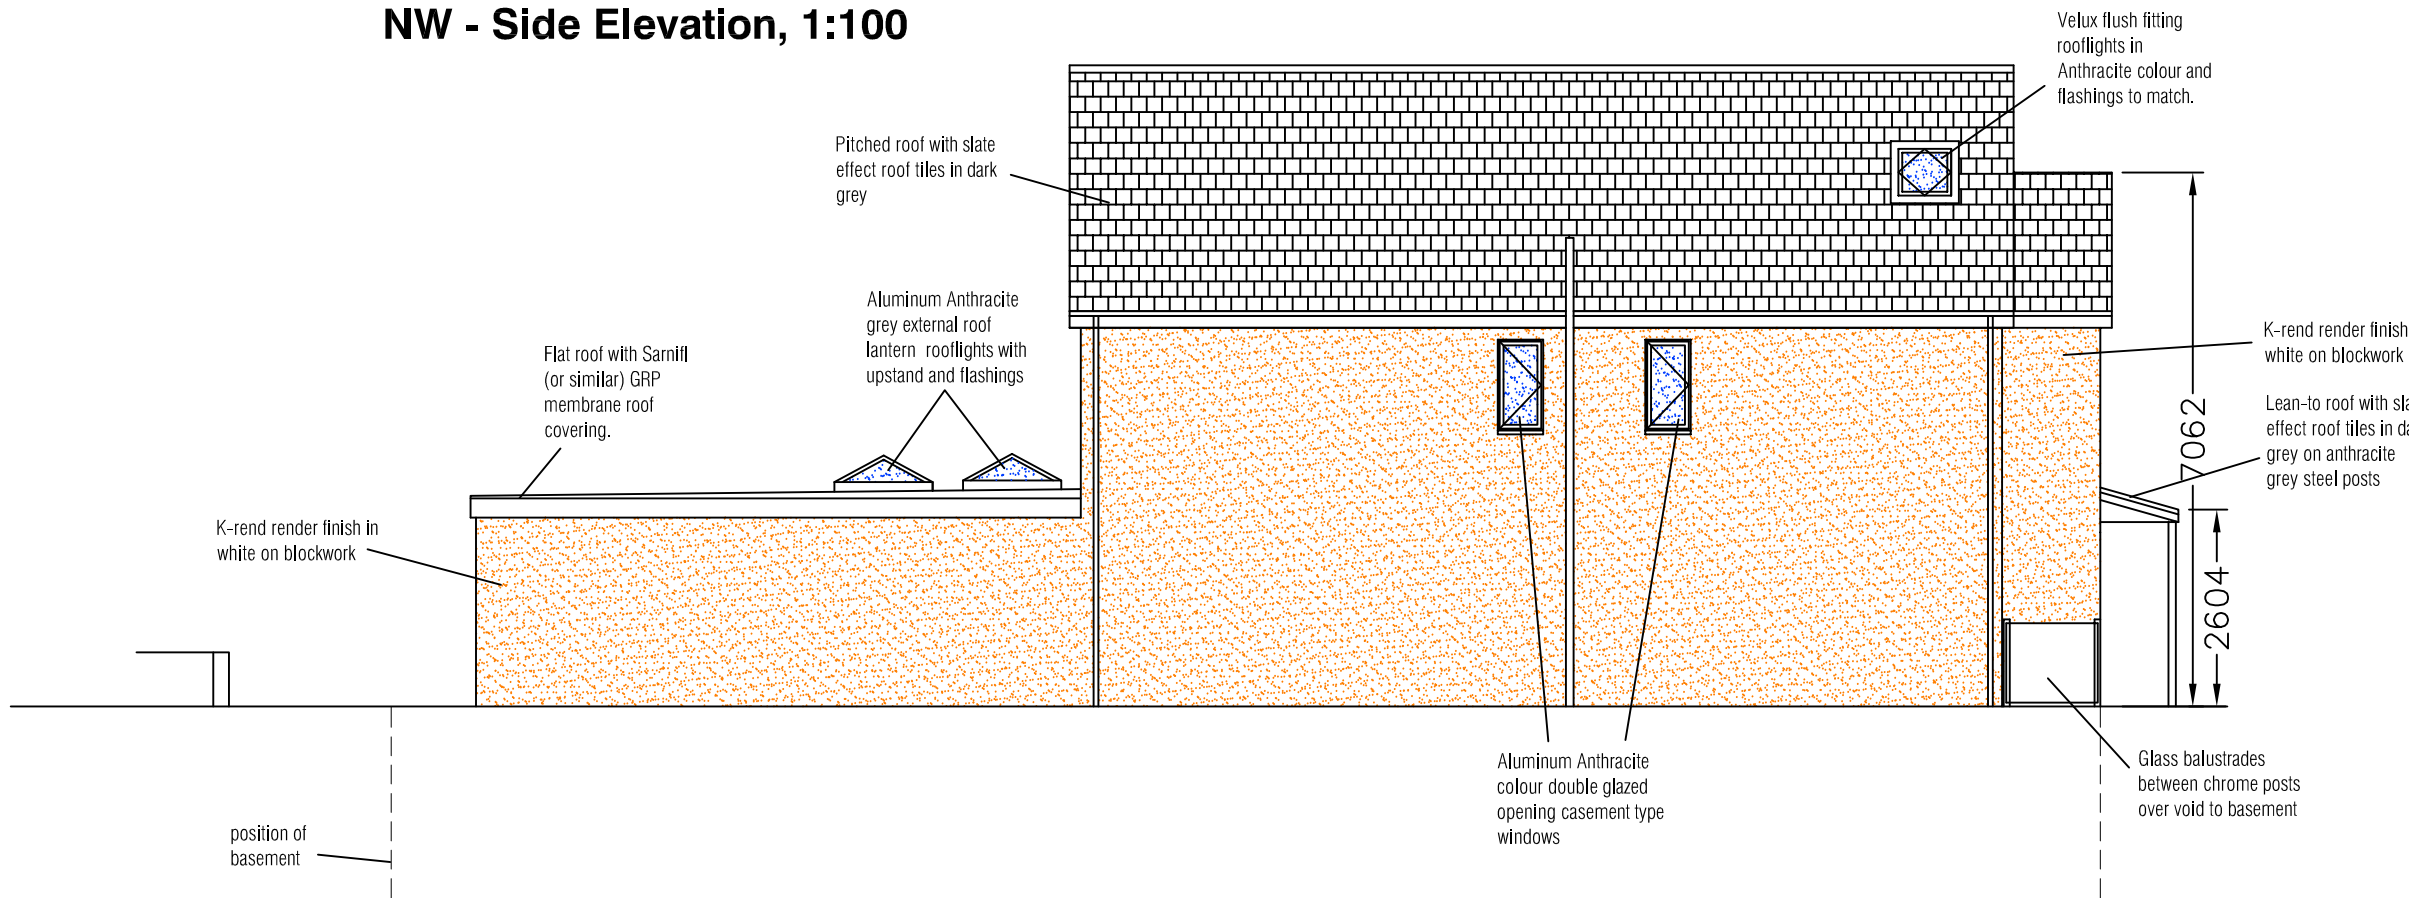 NW - Side Elevation, 1:100
Velux flush fitting
rooflights in
Anthracite colour and
flashings to match.
Pitched roof with slate
effect roof tiles in dark
grey
Aluminum Anthracite
grey external roof
lantern rooflights with
upstand and flashings
Flat roof with Sarnifl
(or similar) GRP
membrane roof
covering.
K-rend render finish
white on blockwork
Lean-to roof with sla
effect roof tiles in da
grey on anthracite
grey steel posts
7062
2604
K-rend render finish in
white on blockwork
Aluminum Anthracite
colour double glazed
opening casement type
windows
Glass balustrades
between chrome posts
over void to basement
position of
basement